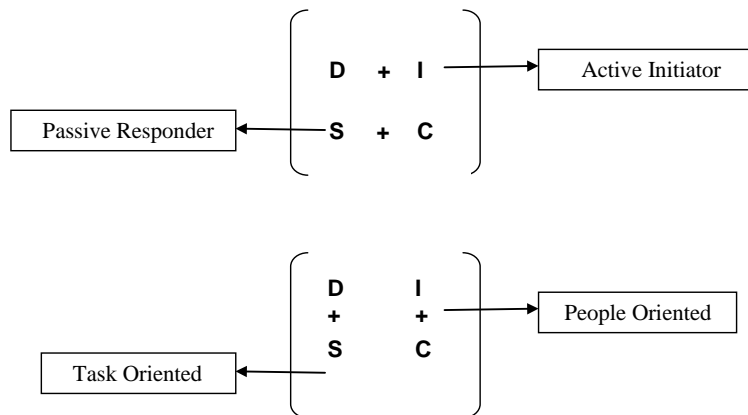 D + I
Active Initiator
Passive Responder
S + C
D I
+ +
People Oriented
S C
Task Oriented